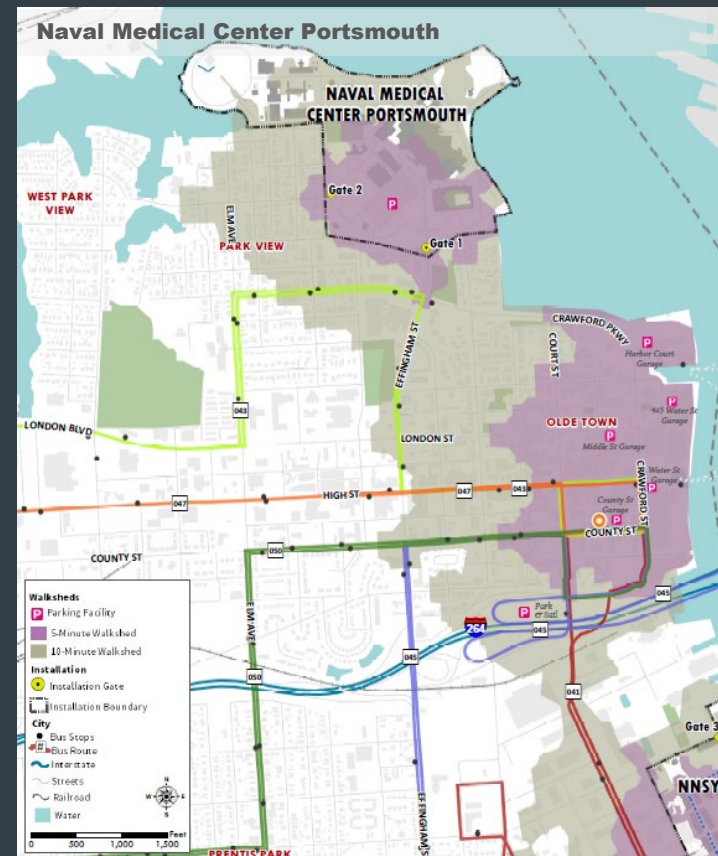 Naval Medical Center Portsmouth
NAVAL MEDICAL
CENTER PORTSMOUTH
WEST PARK
VIEW
Gate 2
P
ELM AVE
PARK VIEW
Gate 1
CRAWFORD PKWY
COURT ST
P
Harbor Court
Garage
EFFINGHAM ST
P
445 Water St
Garage
043
LONDON BLVD
OLDE TOWN
P
Middle St Garage
LONDON ST
CRAWFORD ST
Water St
Garage
P
HIGH ST
047
047
043
County St
Garage
P
COUNTY ST
COUNTY ST
050
ELM AVE
P
Park
& Sail
045
264
045
045
050
041
Gate 3
NNSY
EFFINGHAM S
PRENTIS PARK
Walksheds
P Parking Facility
5-Minute Walkshed
10-Minute Walkshed
Installation
Installation Gate
Installation Boundary
City
Bus Stops
# Bus Route
Interstate
Streets
Railroad
Water
N
W E
S
Feet
0 500 1,000 1,500